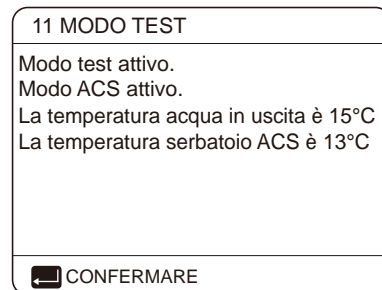 11 MODO TEST
Modo test attivo.
Modo ACS attivo.
La temperatura acqua in uscita è 15°C
La temperatura serbatoio ACS è 13°C
CONFERMARE